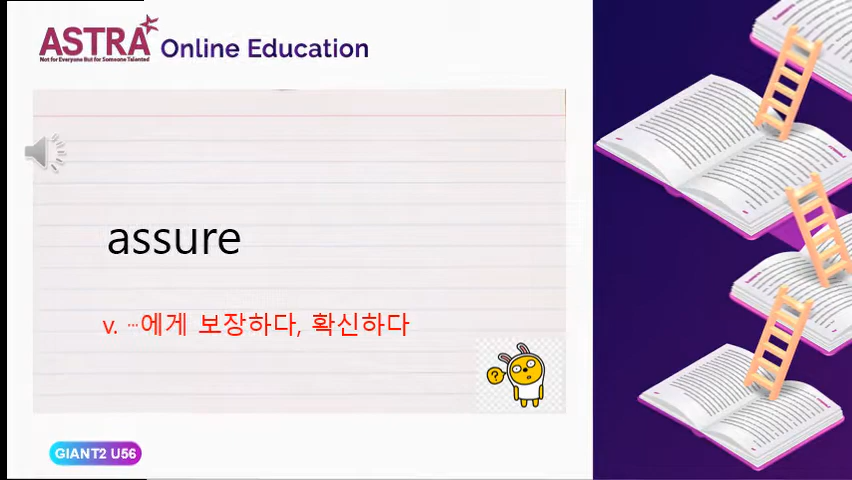 ASTRA
Not for Everyone But for Someone Talented
Online Education
assure
v. …에게 보장하다, 확신하다
?
GIANT2 U56